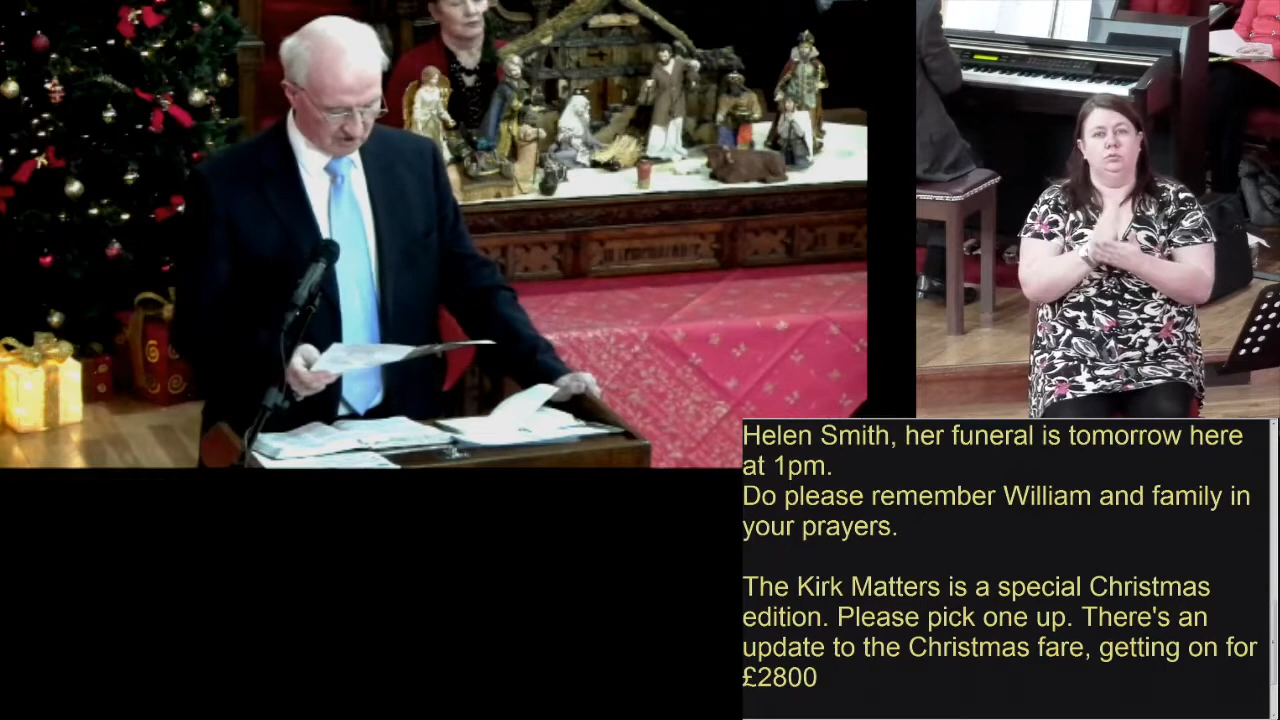 Helen Smith, her funeral is tomorrow here
at 1pm.
Do please remember William and family in
your prayers.
The Kirk Matters is a special Christmas
edition. Please pick one up. There's an
update to the Christmas fare, getting on for
£2800